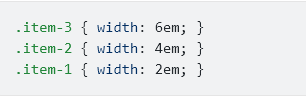 .item-3 { width: 6em; }
.item-2 { width: 4em; }
.item-1 { width: 2em; }